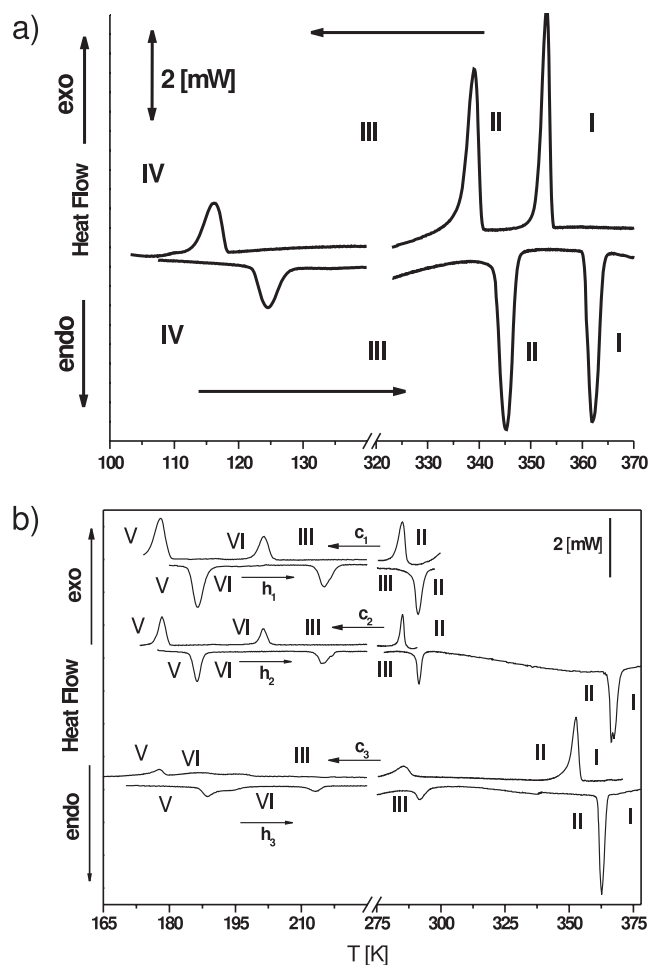 a)
exo
Heat Flow
endo
2 [mW]
IV
III
II
I
IV
III
II
I
100 110 120 130 320 330 340 350 360 370
b)
exo
Heat Flow
endo
2 [mW]
V VI III c1 II
V VI h1 III II
V VI III c2 II
V VI h2 III II I
V VI III c3 II I
V VI h3 III II I
165 180 195 210 275 300 325 350 375
T [K]